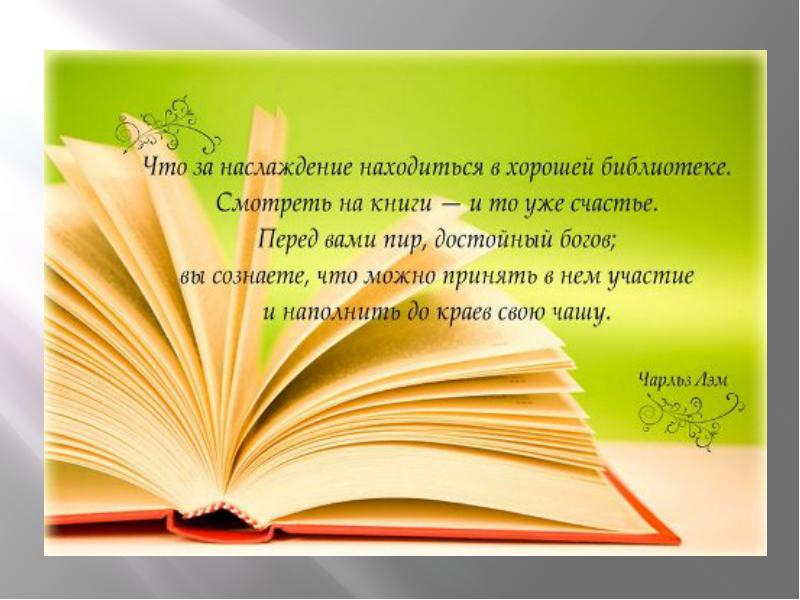 Что за наслаждение находиться в хорошей библиотеке.
Смотреть на книги — и то уже счастье.
Перед вами пир, достойный богов;
вы сознаете, что можно принять в нем участие
и наполнить до краев свою чашу.
Чарльз Лэм